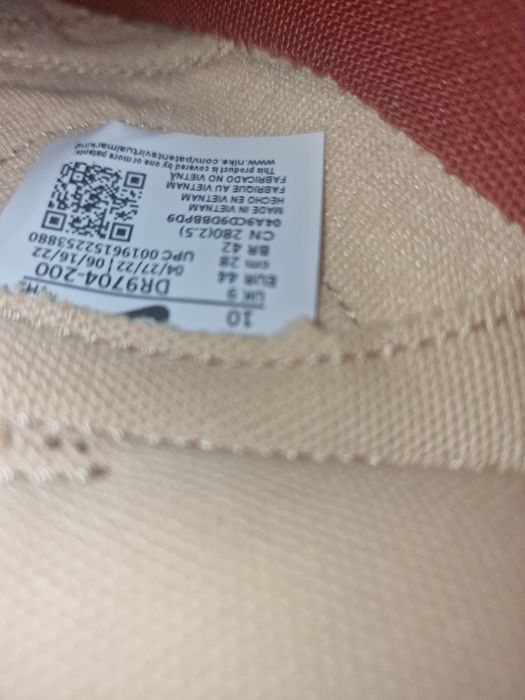 10
UK 9
EUR 44
cm 28
BR 42
CN 280(2.5)
04A9CD9D8BPD9
MADE IN VIETNAM
HECHO EN VIETNAM
FABRIQUE AU VIETNAM
FABRICADO NO VIETNÃ
This product is covered by one or more patents.
www.nike.com/patentsvirtualmarking
DR9704-200
04/27/22 | 06/16/22
UPC 00196152253880